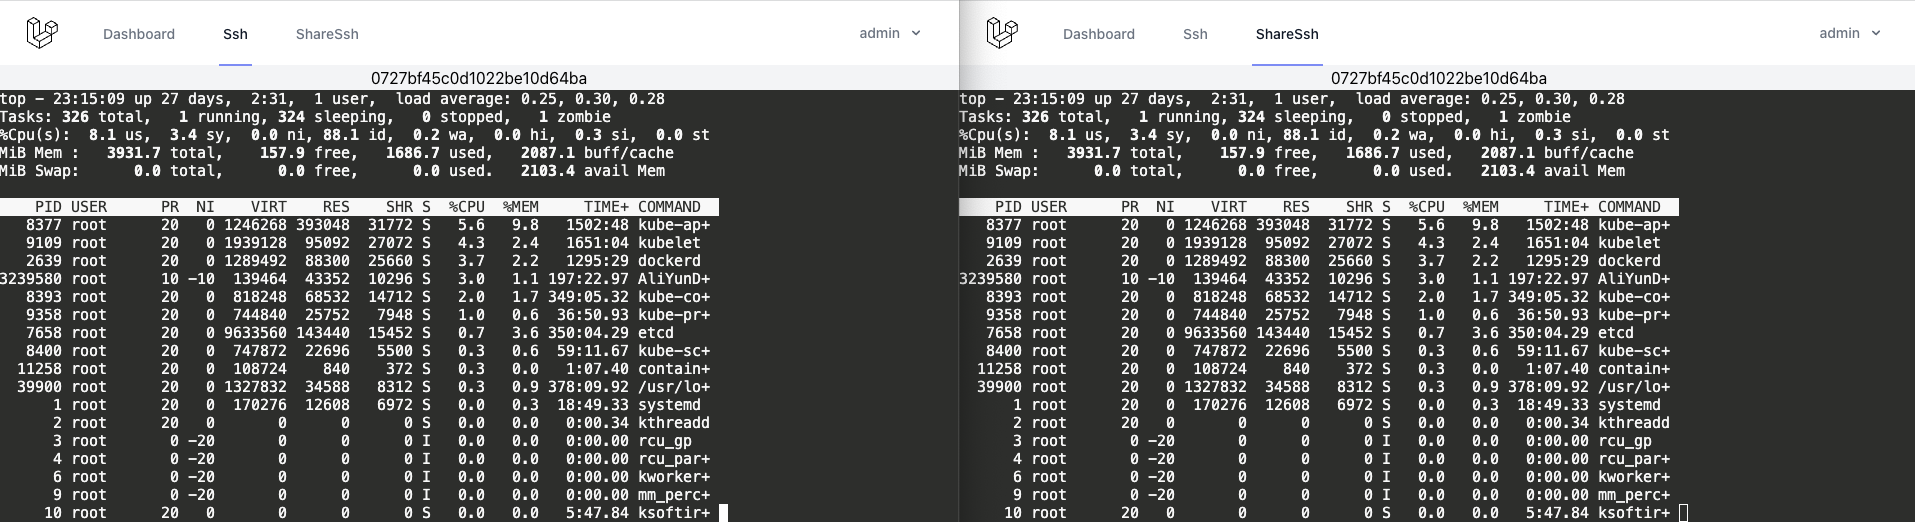 Dashboard Ssh ShareSsh admin
0727bf45c0d1022be10d64ba
top - 23:15:09 up 27 days,  2:31,  1 user,  load average: 0.25, 0.30, 0.28
Tasks: 326 total,   1 running, 324 sleeping,   0 stopped,   1 zombie
%Cpu(s):  8.1 us,  3.4 sy,  0.0 ni, 88.1 id,  0.2 wa,  0.0 hi,  0.3 si,  0.0 st
MiB Mem :   3931.7 total,    157.9 free,   1686.7 used,   2087.1 buff/cache
MiB Swap:      0.0 total,      0.0 free,      0.0 used.   2103.4 avail Mem
PID USER      PR  NI    VIRT    RES    SHR S  %CPU  %MEM     TIME+ COMMAND
8377 root      20   0 1246268 393048  31772 S   5.6   9.8   1502:48 kube-ap+
9109 root      20   0 1939128  95092  27072 S   4.3   2.4   1651:04 kubelet
2639 root      20   0 1289492  88300  25660 S   3.7   2.2   1295:29 dockerd
3239580 root      10 -10  139464  43352  10296 S   3.0   1.1 197:22.97 AliYunD+
8393 root      20   0  818248  68532  14712 S   2.0   1.7 349:05.32 kube-co+
9358 root      20   0  744840  25752   7948 S   1.0   0.6  36:50.93 kube-pr+
7658 root      20   0 9633560 143440  15452 S   0.7   3.6 350:04.29 etcd
8400 root      20   0  747872  22696   5500 S   0.3   0.6  59:11.67 kube-sc+
11258 root      20   0  108724    840    372 S   0.3   0.0   1:07.40 contain+
39900 root      20   0 1327832  34588   8312 S   0.3   0.9 378:09.92 /usr/lo+
1 root      20   0  170276  12608   6972 S   0.0   0.3  18:49.33 systemd
2 root      20   0       0      0      0 S   0.0   0.0   0:00.34 kthreadd
3 root       0 -20       0      0      0 I   0.0   0.0   0:00.00 rcu_gp
4 root       0 -20       0      0      0 I   0.0   0.0   0:00.00 rcu_par+
6 root       0 -20       0      0      0 I   0.0   0.0   0:00.00 kworker+
9 root       0 -20       0      0      0 I   0.0   0.0   0:00.00 mm_perc+
10 root      20   0       0      0      0 S   0.0   0.0   5:47.84 ksoftir+
Dashboard Ssh ShareSsh admin
0727bf45c0d1022be10d64ba
top - 23:15:09 up 27 days,  2:31,  1 user,  load average: 0.25, 0.30, 0.28
Tasks: 326 total,   1 running, 324 sleeping,   0 stopped,   1 zombie
%Cpu(s):  8.1 us,  3.4 sy,  0.0 ni, 88.1 id,  0.2 wa,  0.0 hi,  0.3 si,  0.0 st
MiB Mem :   3931.7 total,    157.9 free,   1686.7 used,   2087.1 buff/cache
MiB Swap:      0.0 total,      0.0 free,      0.0 used.   2103.4 avail Mem
PID USER      PR  NI    VIRT    RES    SHR S  %CPU  %MEM     TIME+ COMMAND
8377 root      20   0 1246268 393048  31772 S   5.6   9.8   1502:48 kube-ap+
9109 root      20   0 1939128  95092  27072 S   4.3   2.4   1651:04 kubelet
2639 root      20   0 1289492  88300  25660 S   3.7   2.2   1295:29 dockerd
3239580 root      10 -10  139464  43352  10296 S   3.0   1.1 197:22.97 AliYunD+
8393 root      20   0  818248  68532  14712 S   2.0   1.7 349:05.32 kube-co+
9358 root      20   0  744840  25752   7948 S   1.0   0.6  36:50.93 kube-pr+
7658 root      20   0 9633560 143440  15452 S   0.7   3.6 350:04.29 etcd
8400 root      20   0  747872  22696   5500 S   0.3   0.6  59:11.67 kube-sc+
11258 root      20   0  108724    840    372 S   0.3   0.0   1:07.40 contain+
39900 root      20   0 1327832  34588   8312 S   0.3   0.9 378:09.92 /usr/lo+
1 root      20   0  170276  12608   6972 S   0.0   0.3  18:49.33 systemd
2 root      20   0       0      0      0 S   0.0   0.0   0:00.34 kthreadd
3 root       0 -20       0      0      0 I   0.0   0.0   0:00.00 rcu_gp
4 root       0 -20       0      0      0 I   0.0   0.0   0:00.00 rcu_par+
6 root       0 -20       0      0      0 I   0.0   0.0   0:00.00 kworker+
9 root       0 -20       0      0      0 I   0.0   0.0   0:00.00 mm_perc+
10 root      20   0       0      0      0 S   0.0   0.0   5:47.84 ksoftir+